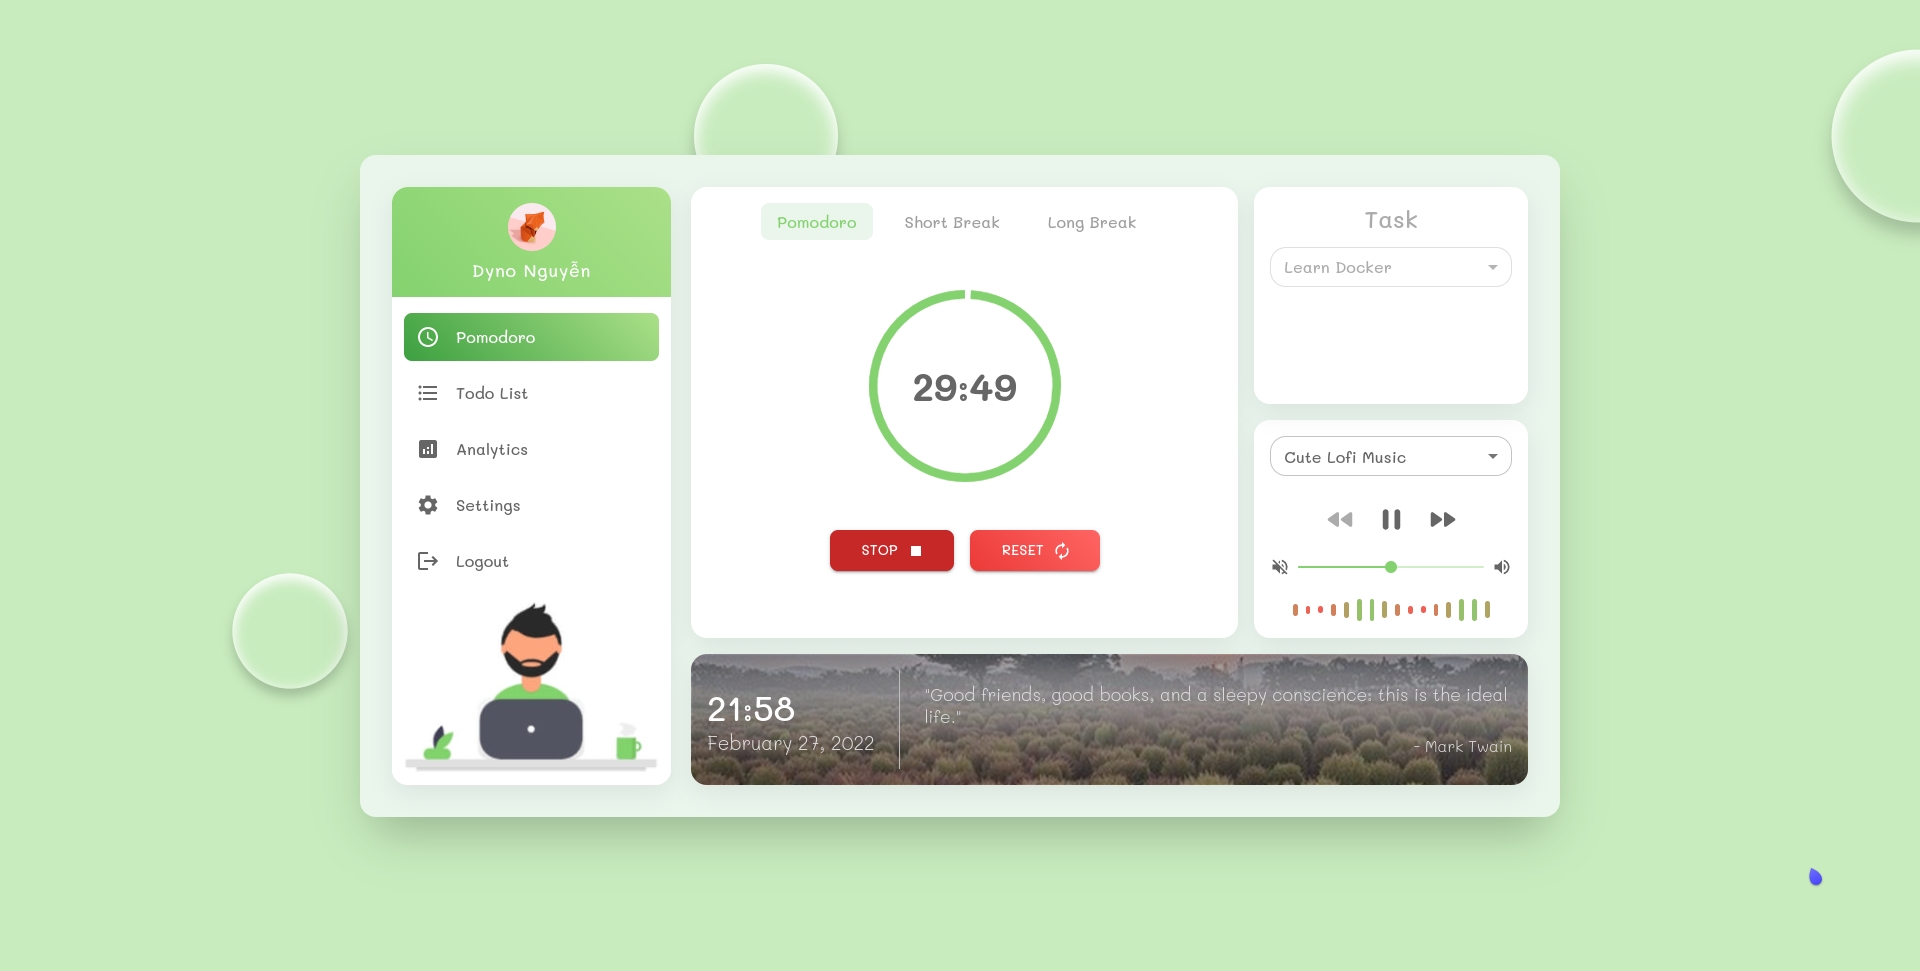 Dyno Nguyễn
Pomodoro
Todo List
Analytics
Settings
Logout
Pomodoro
Short Break
Long Break
29:49
STOP
RESET
Task
Learn Docker
Cute Lofi Music
21:58
February 27, 2022
"Good friends, good books, and a sleepy conscience: this is the ideal
life."
- Mark Twain